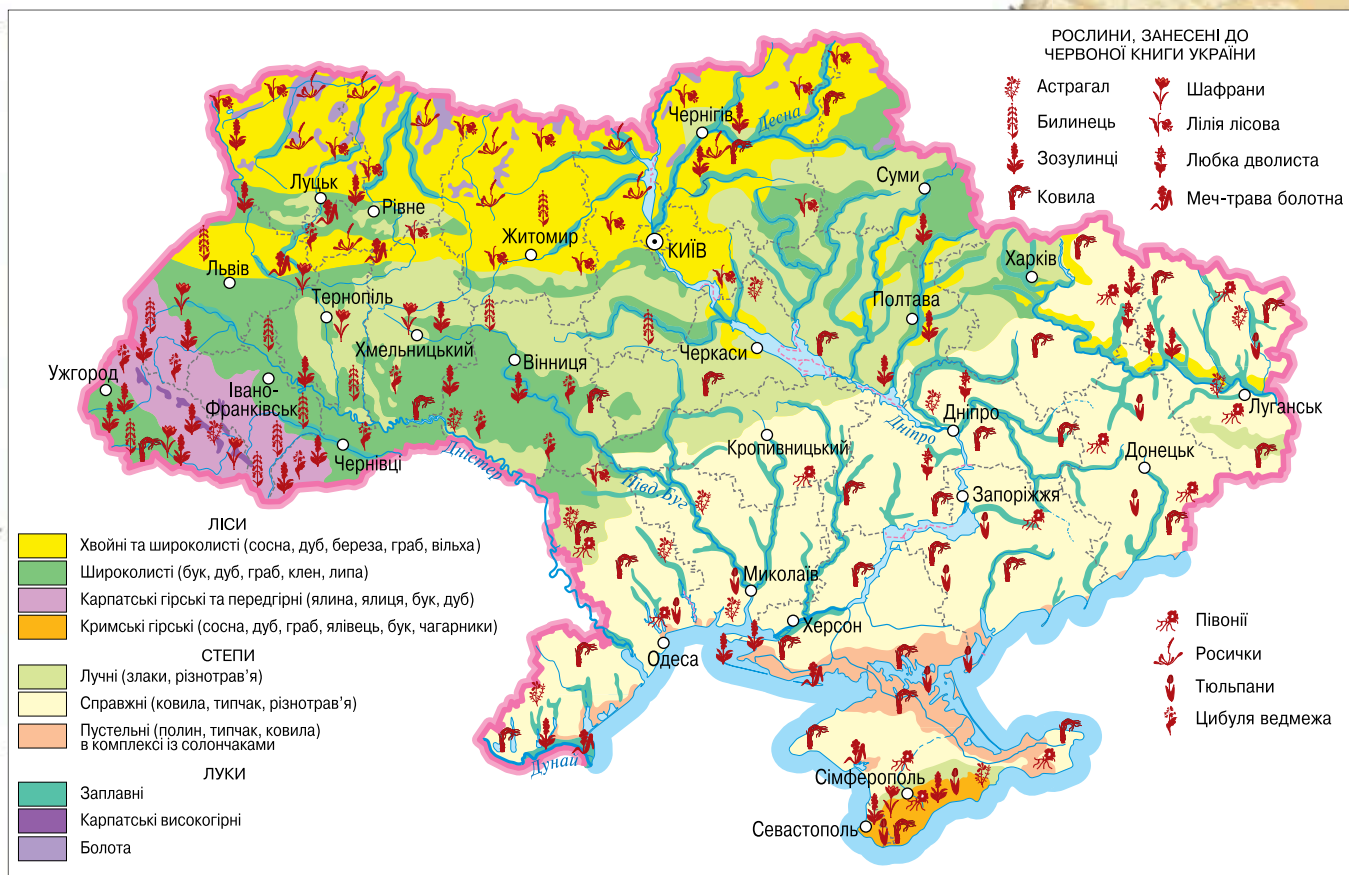 РОСЛИНИ, ЗАНЕСЕНІ ДО
ЧЕРВОНОЇ КНИГИ УКРАЇНИ
Астрагал
Билинець
Зозулинці
Ковила
Шафрани
Лілія лісова
Любка дволиста
Меч-трава болотна
Чернігів
Десна
Суми
Луцьк
Рівне
Житомир
КИЇВ
Харків
Львів
Тернопіль
Полтава
Хмельницький
Черкаси
Вінниця
Ужгород
Івано-
Франківськ
Луганськ
Дніпро
Дніпро
Кропивницький
Чернівці
Дністер
Донецьк
Півд. Буг
Запоріжжя
Миколаїв
Херсон
Одеса
Дунай
Сімферополь
Севастополь
ЛІСИ
Хвойні та широколисті (сосна, дуб, береза, граб, вільха)
Широколисті (бук, дуб, граб, клен, липа)
Карпатські гірські та передгірні (ялина, ялиця, бук, дуб)
Кримські гірські (сосна, дуб, граб, ялівець, бук, чагарники)
СТЕПИ
Лучні (злаки, різнотрав’я)
Справжні (ковила, типчак, різнотрав’я)
Пустельні (полин, типчак, ковила)
в комплексі із солончаками
ЛУКИ
Заплавні
Карпатські високогірні
Болота
Півонії
Росички
Тюльпани
Цибуля ведмежа